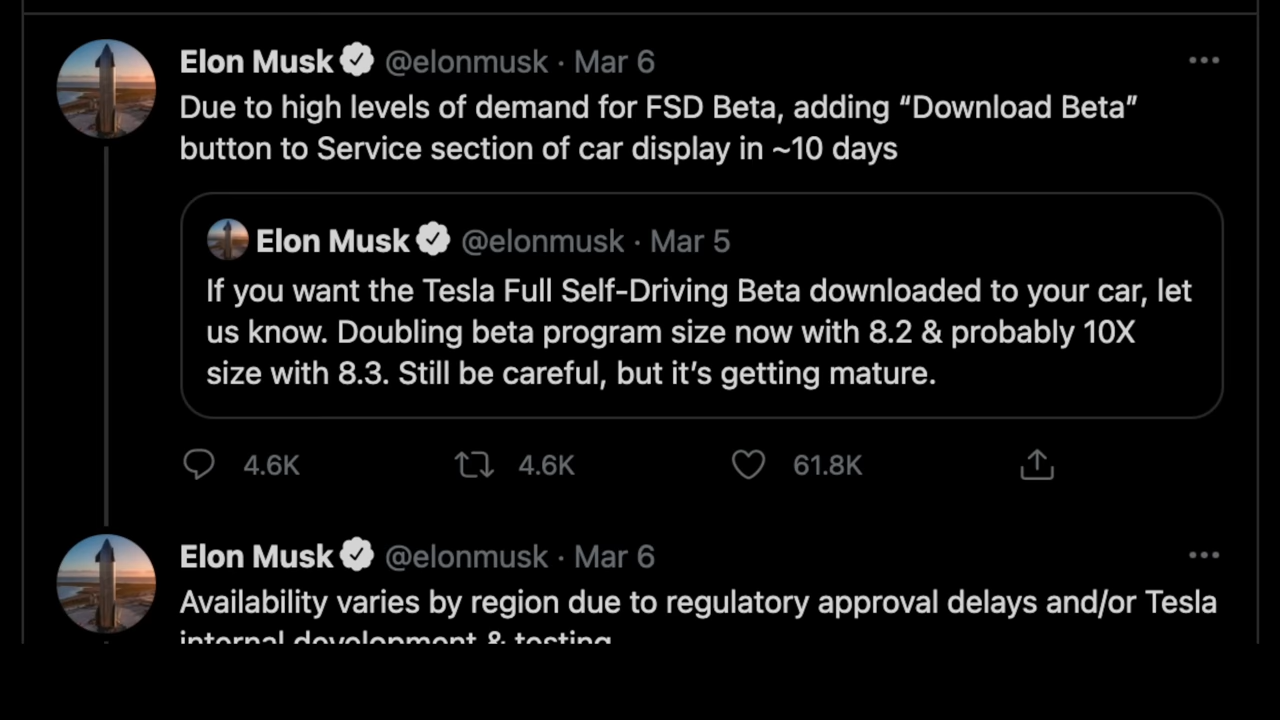 Elon Musk @elonmusk · Mar 6
Due to high levels of demand for FSD Beta, adding “Download Beta”
button to Service section of car display in ~10 days
Elon Musk @elonmusk · Mar 5
If you want the Tesla Full Self-Driving Beta downloaded to your car, let
us know. Doubling beta program size now with 8.2 & probably 10X
size with 8.3. Still be careful, but it’s getting mature.
4.6K 4.6K 61.8K
Elon Musk @elonmusk · Mar 6
Availability varies by region due to regulatory approval delays and/or Tesla
internal development & testing